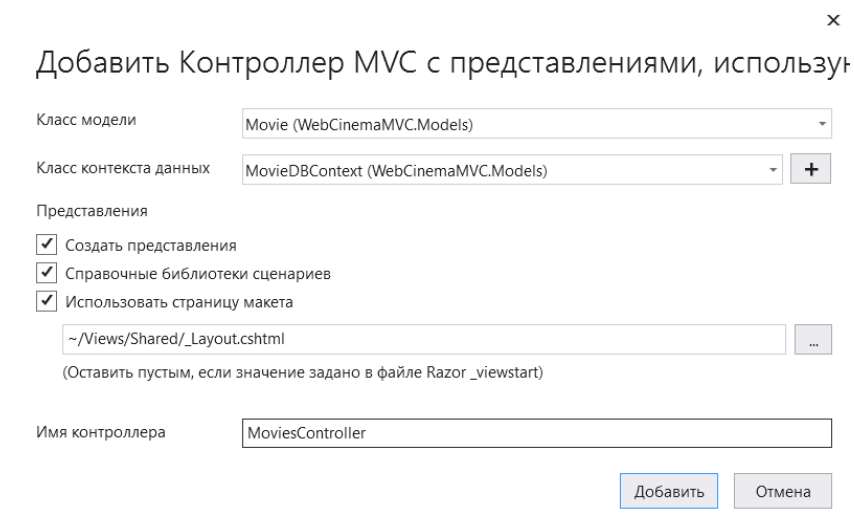 Добавить Контроллер MVC с представлениями, использу
Класс модели
Movie (WebCinemaMVC.Models)
Класс контекста данных
MovieDBContext (WebCinemaMVC.Models)
+
Представления
Создать представления
Справочные библиотеки сценариев
Использовать страницу макета
~/Views/Shared/_Layout.cshtml
...
(Оставить пустым, если значение задано в файле Razor _viewstart)
Имя контроллера
MoviesController
Добавить
Отмена